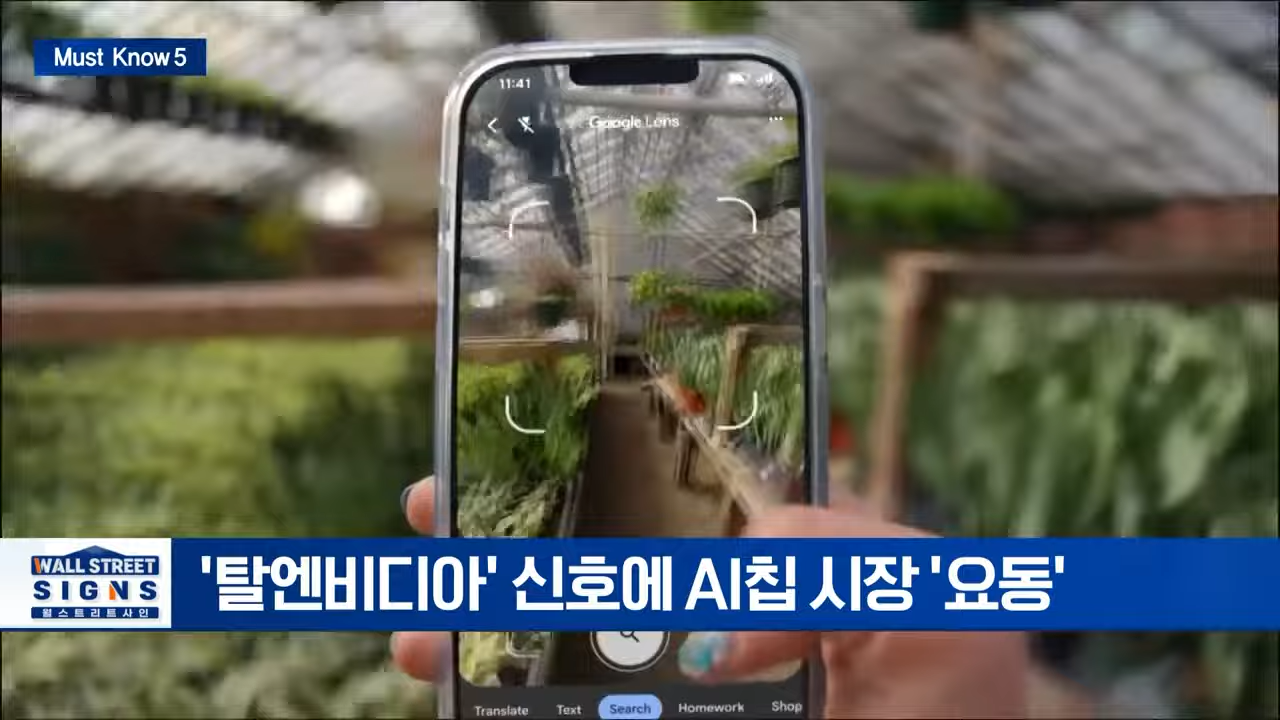 Must Know 5
11:41
Google Lens
WALL STREET
SIGNS
월스트리트사인
'탈엔비디아' 신호에 AI칩 시장 '요동'
Translate Text Search Homework Shop